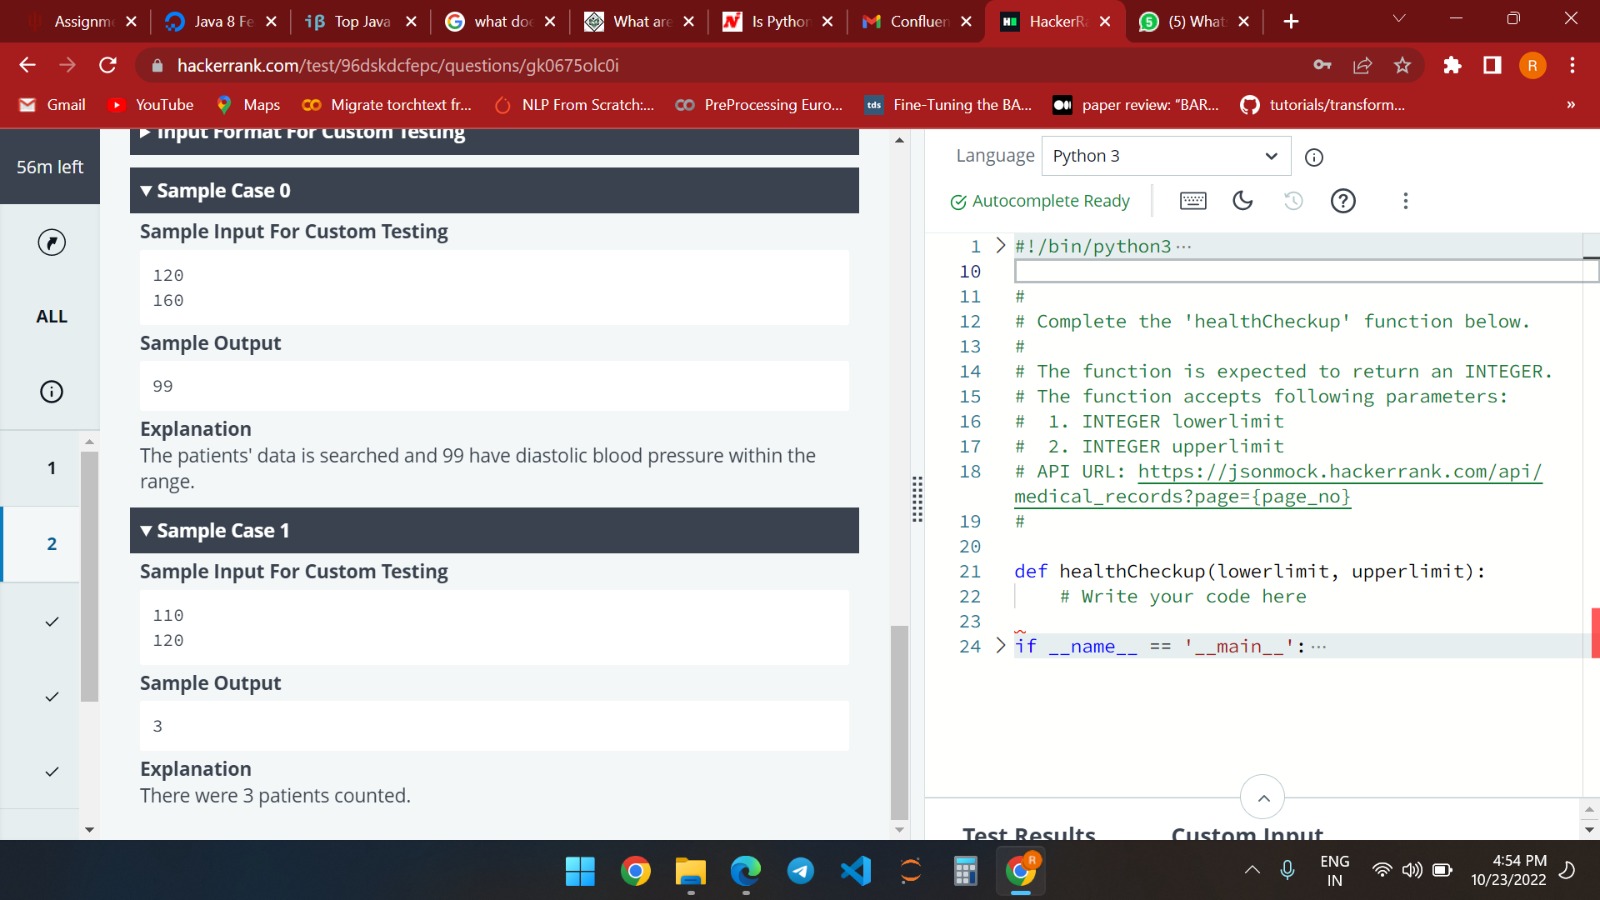 Assignm
Java 8 Fe
Top Java
what doe
What are
Is Python
Confluen
HackerRa
(5) What
hackerrank.com/test/96dskdcfepc/questions/gk0675olc0i
R
Gmail
YouTube
Maps
Migrate torchtext fr...
NLP From Scratch:...
PreProcessing Euro...
tds
Fine-Tuning the BA...
paper review: "BAR...
tutorials/transform...
»
56m left
ALL
1
2
Input Format For Custom Testing
Sample Case 0
Sample Input For Custom Testing
120
160
Sample Output
99
Explanation
The patients' data is searched and 99 have diastolic blood pressure within the
range.
Sample Case 1
Sample Input For Custom Testing
110
120
Sample Output
3
Explanation
There were 3 patients counted.
Language
Python 3
Autocomplete Ready
1 #!/bin/python3 ···
10
11 #
12 # Complete the 'healthCheckup' function below.
13 #
14 # The function is expected to return an INTEGER.
15 # The function accepts following parameters:
16 #  1. INTEGER lowerlimit
17 #  2. INTEGER upperlimit
18 # API URL: https://jsonmock.hackerrank.com/api/
medical_records?page={page_no}
19 #
20
21 def healthCheckup(lowerlimit, upperlimit):
22     # Write your code here
23
24 if __name__ == '__main__': ···
Test Results
Custom Input
R
ENG
IN
4:54 PM
10/23/2022